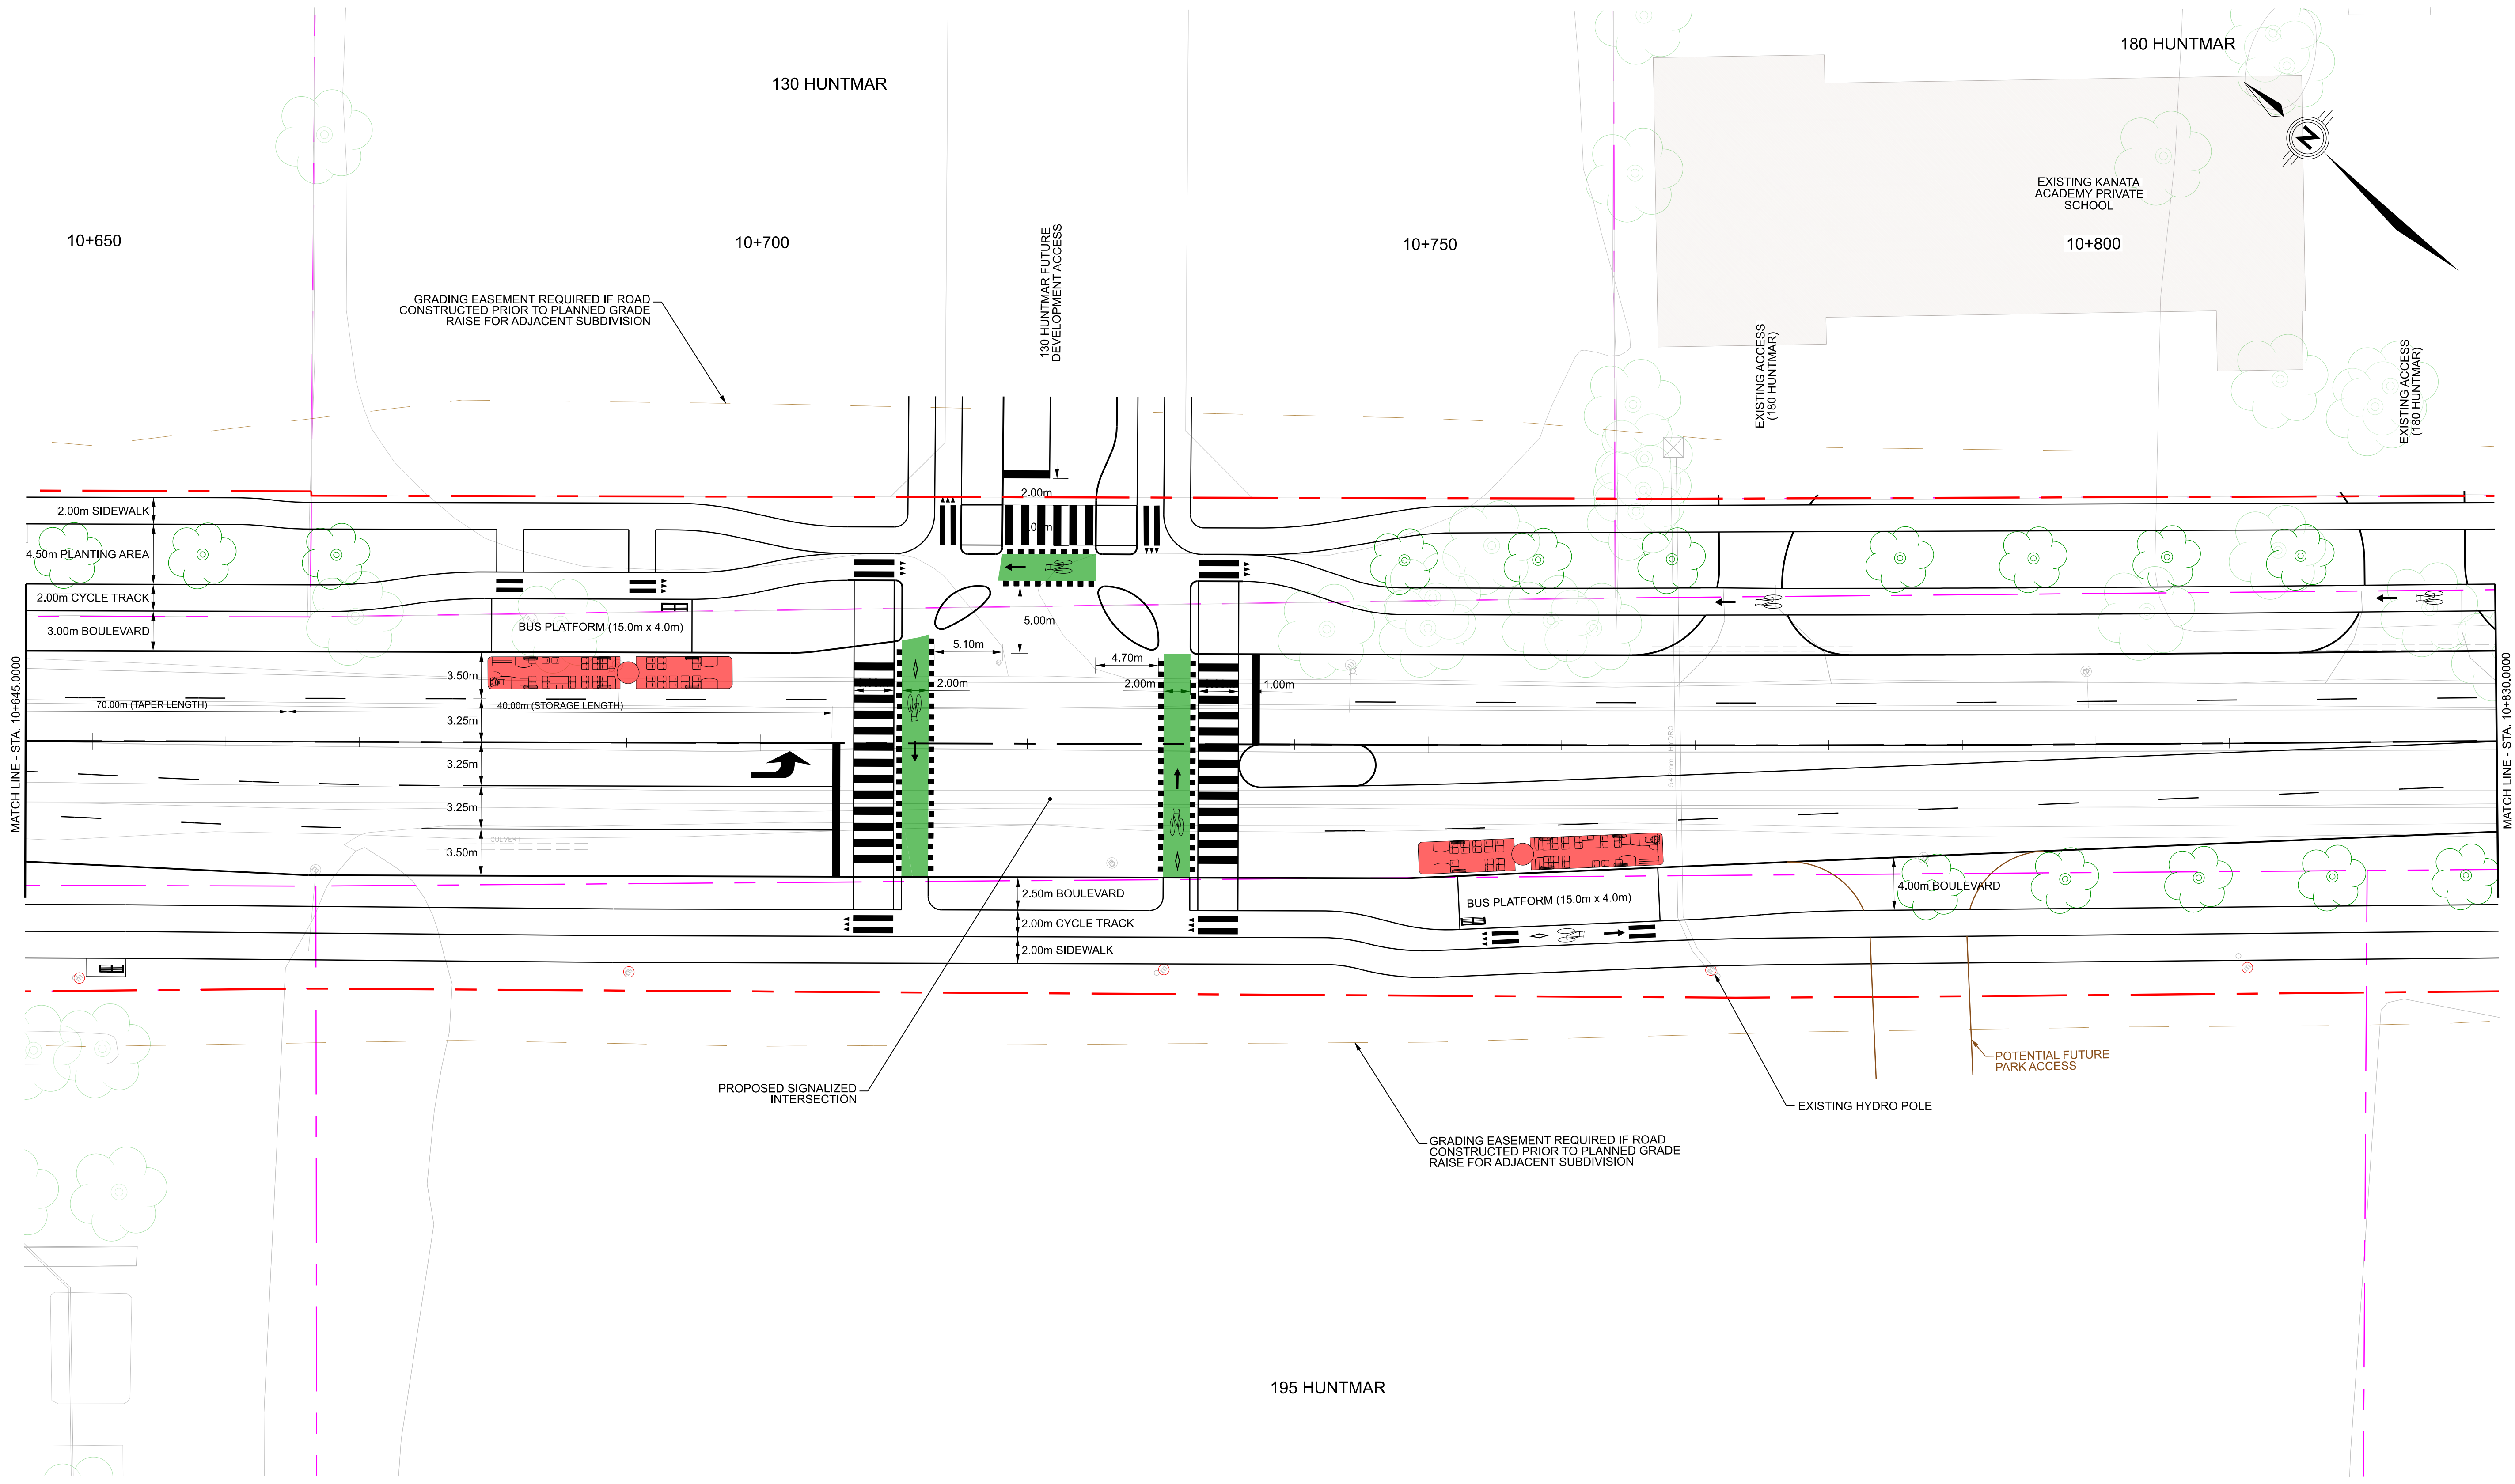 180 HUNTMAR
130 HUNTMAR
N
EXISTING KANATA
ACADEMY PRIVATE
SCHOOL
10+650
10+700
10+750
10+800
130 HUNTMAR FUTURE
DEVELOPMENT ACCESS
GRADING EASEMENT REQUIRED IF ROAD
CONSTRUCTED PRIOR TO PLANNED GRADE
RAISE FOR ADJACENT SUBDIVISION
EXISTING ACCESS
(180 HUNTMAR)
EXISTING ACCESS
(180 HUNTMAR)
2.00m
2.00m SIDEWALK
4.50m PLANTING AREA
2.00m CYCLE TRACK
3.00m BOULEVARD
BUS PLATFORM (15.0m x 4.0m)
5.00m
5.10m
4.70m
3.50m
2.00m
2.00m
1.00m
70.00m (TAPER LENGTH)
40.00m (STORAGE LENGTH)
3.25m
3.25m
3.25m
3.50m
CULVERT
MATCH LINE - STA. 10+645.0000
MATCH LINE - STA. 10+830.0000
2.50m BOULEVARD
2.00m CYCLE TRACK
2.00m SIDEWALK
BUS PLATFORM (15.0m x 4.0m)
4.00m BOULEVARD
POTENTIAL FUTURE
PARK ACCESS
PROPOSED SIGNALIZED
INTERSECTION
EXISTING HYDRO POLE
GRADING EASEMENT REQUIRED IF ROAD
CONSTRUCTED PRIOR TO PLANNED GRADE
RAISE FOR ADJACENT SUBDIVISION
195 HUNTMAR